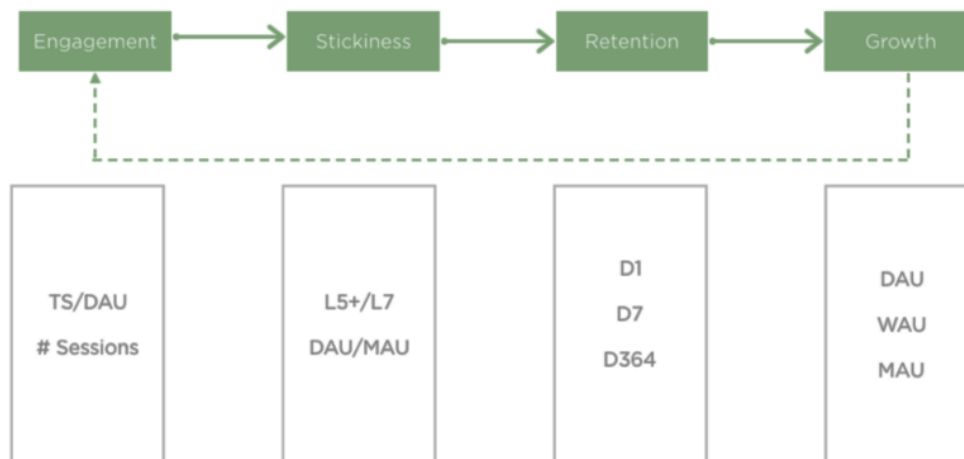 Engagement
Stickiness
Retention
Growth
TS/DAU
# Sessions
L5+/L7
DAU/MAU
D1
D7
D364
DAU
WAU
MAU